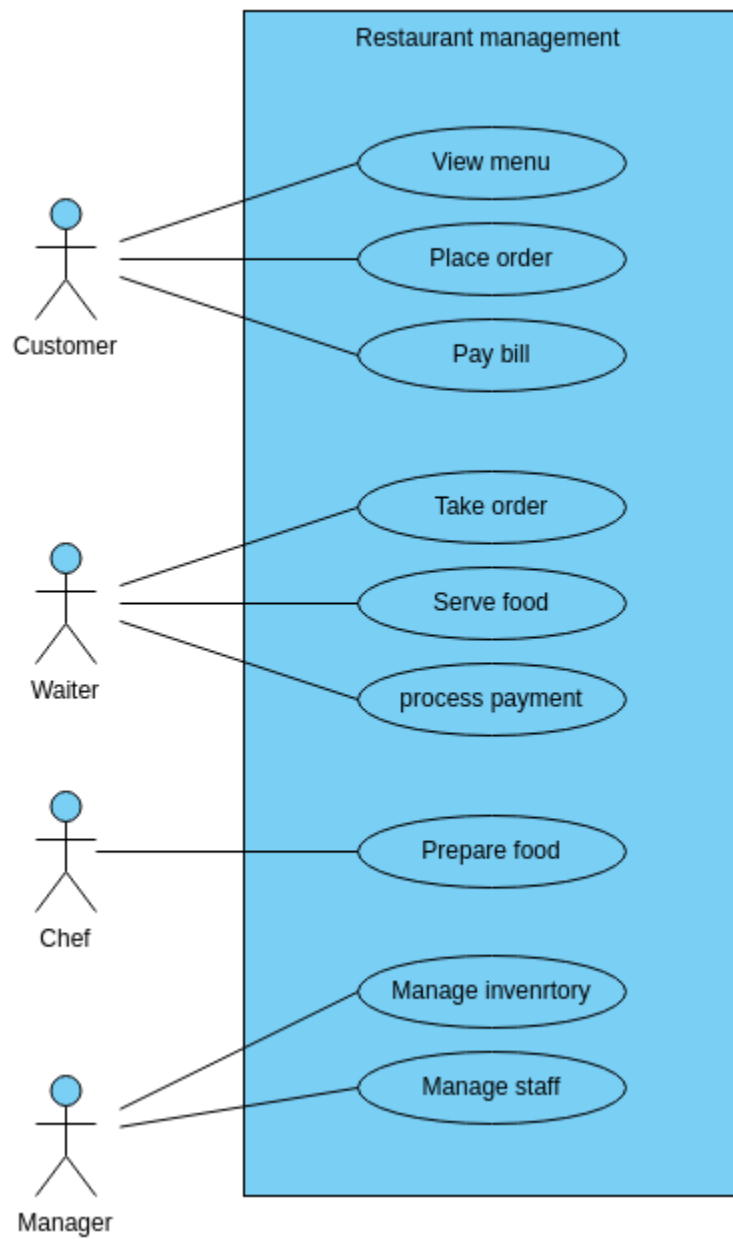 Restaurant management
View menu
Place order
Pay bill
Customer
Take order
Serve food
process payment
Waiter
Prepare food
Chef
Manage invenrtory
Manage staff
Manager